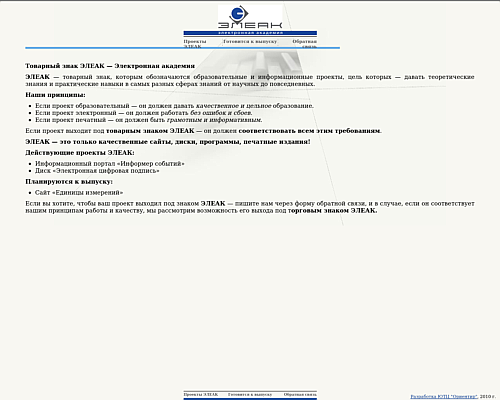 ЭЛЕАК
электронная академия
Проекты ЭЛЕАК
Готовится к выпуску
Обратная связь
Товарный знак ЭЛЕАК — Электронная академия
ЭЛЕАК — товарный знак, которым обозначаются образовательные и информационные проекты, цель которых — давать теоретические
знания и практические навыки в самых разных сферах знаний от научных до повседневных.
Наши принципы:
Если проект образовательный — он должен давать качественное и цельное образование.
Если проект электронный — он должен работать без ошибок и сбоев.
Если проект печатный — он должен быть грамотным и информативным.
Если проект выходит под товарным знаком ЭЛЕАК — он должен соответствовать всем этим требованиям.
ЭЛЕАК — это только качественные сайты, диски, программы, печатные издания!
Действующие проекты ЭЛЕАК:
Информационный портал «Информер событий»
Диск «Электронная цифровая подпись»
Планируются к выпуску:
Сайт «Единицы измерений»
Если вы хотите, чтобы ваш проект выходил под знаком ЭЛЕАК — пишите нам через форму обратной связи, и в случае, если он соответствует
нашим принципам работы и качеству, мы рассмотрим возможность его выхода под торговым знаком ЭЛЕАК.
Проекты ЭЛЕАК
Готовится к выпуску
Обратная связь
2010 г.